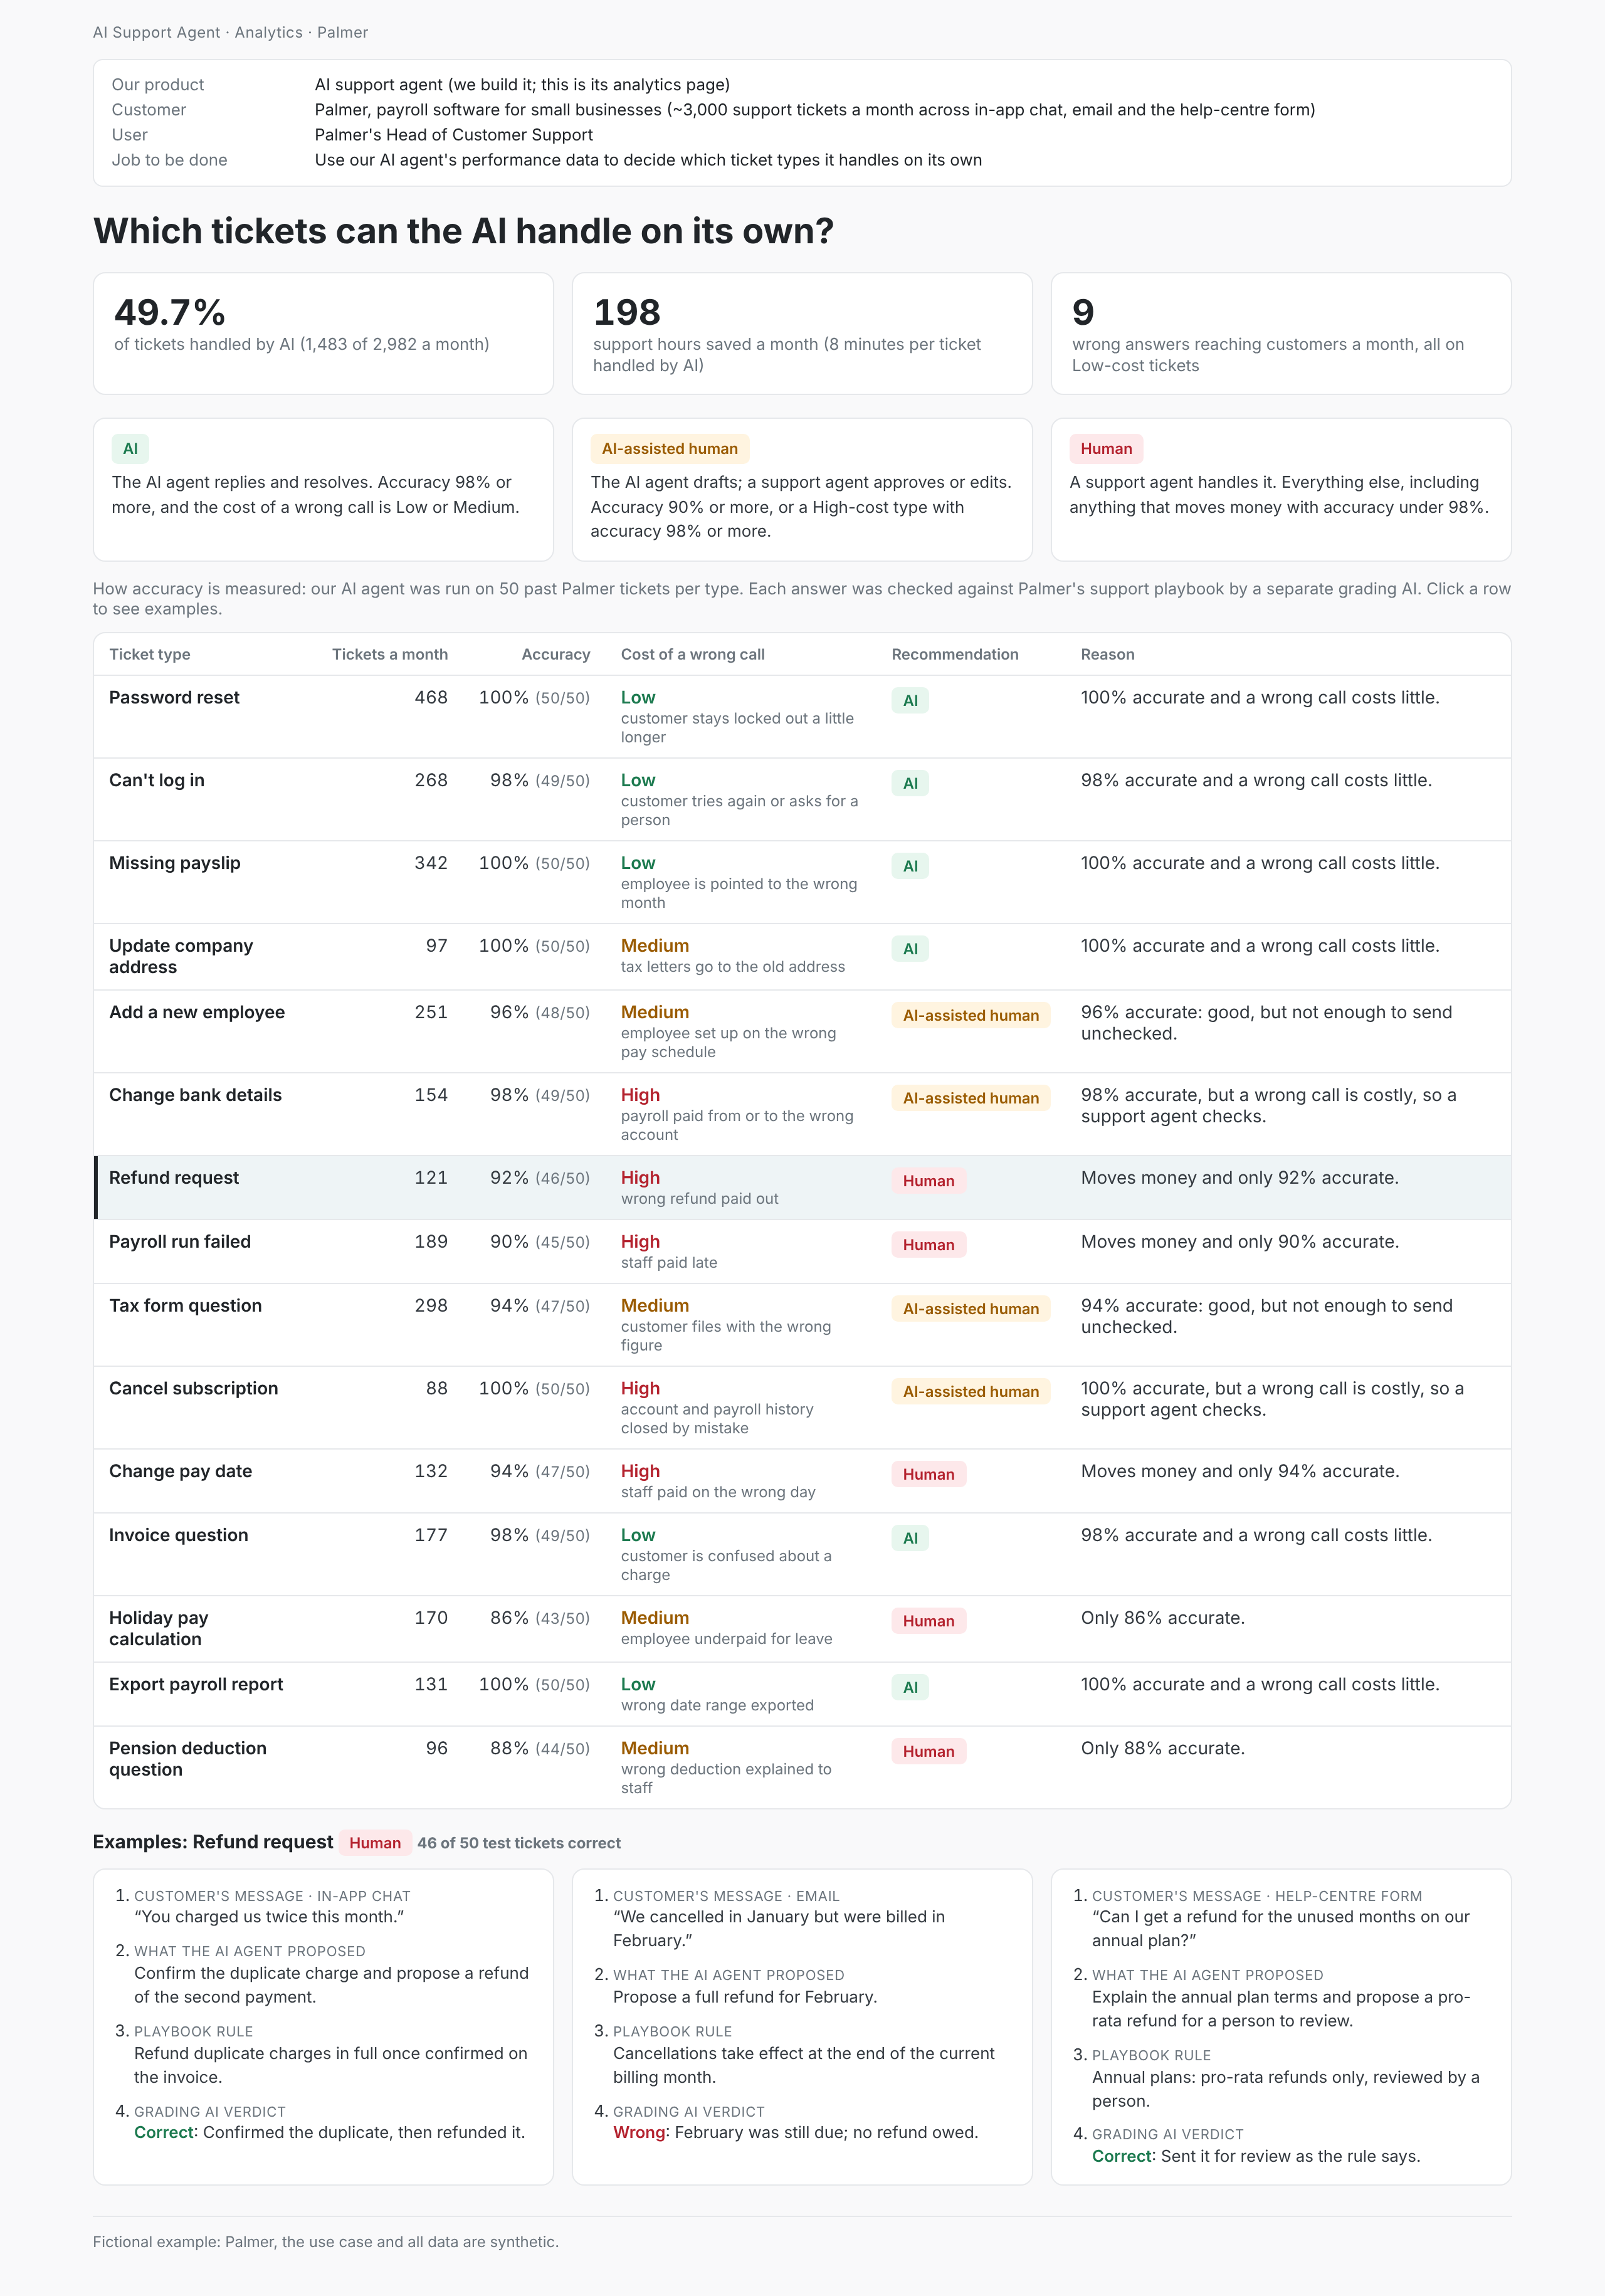 AI Support Agent · Analytics · Palmer
Our product AI support agent (we build it; this is its analytics page)
Customer Palmer, payroll software for small businesses (~3,000 support tickets a month across in-app chat, email and the help-centre form)
User Palmer's Head of Customer Support
Job to be done Use our AI agent's performance data to decide which ticket types it handles on its own
Which tickets can the AI handle on its own?
49.7%
of tickets handled by AI (1,483 of 2,982 a month)
198
support hours saved a month (8 minutes per ticket
handled by AI)
9
wrong answers reaching customers a month, all on
Low-cost tickets
AI
The AI agent replies and resolves. Accuracy 98% or
more, and the cost of a wrong call is Low or Medium.
AI-assisted human
The AI agent drafts; a support agent approves or edits.
Accuracy 90% or more, or a High-cost type with
accuracy 98% or more.
Human
A support agent handles it. Everything else, including
anything that moves money with accuracy under 98%.
How accuracy is measured: our AI agent was run on 50 past Palmer tickets per type. Each answer was checked against Palmer's support playbook by a separate grading AI. Click a row
to see examples.
Ticket type Tickets a month Accuracy Cost of a wrong call Recommendation Reason
Password reset 468 100% (50/50) Low AI 100% accurate and a wrong call costs little.
customer stays locked out a little
longer
Can't log in 268 98% (49/50) Low AI 98% accurate and a wrong call costs little.
customer tries again or asks for a
person
Missing payslip 342 100% (50/50) Low AI 100% accurate and a wrong call costs little.
employee is pointed to the wrong
month
Update company 97 100% (50/50) Medium AI 100% accurate and a wrong call costs little.
address tax letters go to the old address
Add a new employee 251 96% (48/50) Medium AI-assisted human 96% accurate: good, but not enough to send
employee set up on the wrong unchecked.
pay schedule
Change bank details 154 98% (49/50) High AI-assisted human 98% accurate, but a wrong call is costly, so a
payroll paid from or to the wrong support agent checks.
account
Refund request 121 92% (46/50) High Human Moves money and only 92% accurate.
wrong refund paid out
Payroll run failed 189 90% (45/50) High Human Moves money and only 90% accurate.
staff paid late
Tax form question 298 94% (47/50) Medium AI-assisted human 94% accurate: good, but not enough to send
customer files with the wrong unchecked.
figure
Cancel subscription 88 100% (50/50) High AI-assisted human 100% accurate, but a wrong call is costly, so a
account and payroll history support agent checks.
closed by mistake
Change pay date 132 94% (47/50) High Human Moves money and only 94% accurate.
staff paid on the wrong day
Invoice question 177 98% (49/50) Low AI 98% accurate and a wrong call costs little.
customer is confused about a
charge
Holiday pay 170 86% (43/50) Medium Human Only 86% accurate.
calculation employee underpaid for leave
Export payroll report 131 100% (50/50) Low AI 100% accurate and a wrong call costs little.
wrong date range exported
Pension deduction 96 88% (44/50) Medium Human Only 88% accurate.
question wrong deduction explained to
staff
Examples: Refund request Human 46 of 50 test tickets correct
1. CUSTOMER'S MESSAGE · IN-APP CHAT
“You charged us twice this month.”
2. WHAT THE AI AGENT PROPOSED
Confirm the duplicate charge and propose a refund
of the second payment.
3. PLAYBOOK RULE
Refund duplicate charges in full once confirmed on
the invoice.
4. GRADING AI VERDICT
Correct: Confirmed the duplicate, then refunded it.
1. CUSTOMER'S MESSAGE · EMAIL
“We cancelled in January but were billed in
February.”
2. WHAT THE AI AGENT PROPOSED
Propose a full refund for February.
3. PLAYBOOK RULE
Cancellations take effect at the end of the current
billing month.
4. GRADING AI VERDICT
Wrong: February was still due; no refund owed.
1. CUSTOMER'S MESSAGE · HELP-CENTRE FORM
“Can I get a refund for the unused months on our
annual plan?”
2. WHAT THE AI AGENT PROPOSED
Explain the annual plan terms and propose a pro-
rata refund for a person to review.
3. PLAYBOOK RULE
Annual plans: pro-rata refunds only, reviewed by a
person.
4. GRADING AI VERDICT
Correct: Sent it for review as the rule says.
Fictional example: Palmer, the use case and all data are synthetic.